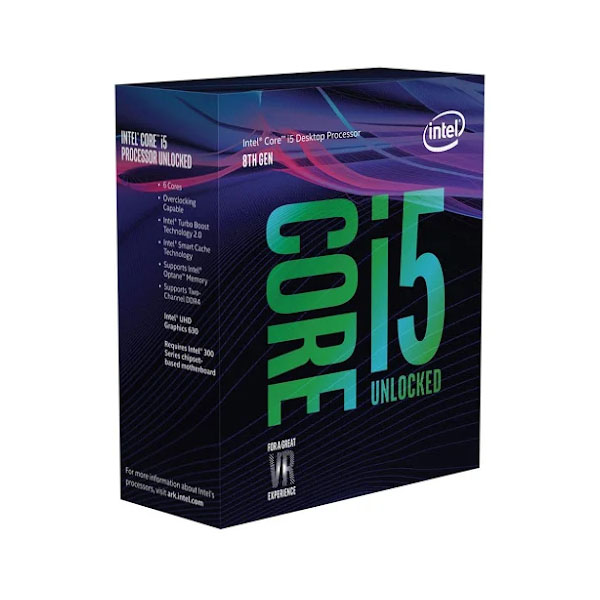 INTEL® CORE™ i5
PROCESSOR UNLOCKED
• 6 Cores
• Overclocking
Capable
• Intel® Turbo Boost
Technology 2.0
• Intel® Smart Cache
Technology
• Supports Intel®
Optane™ Memory
• Supports Two-
Channel DDR4
Intel® UHD
Graphics 630
Requires Intel® 300
Series chipset-
based motherboard
For more information about Intel's
processors, visit ark.intel.com
Intel® Core™ i5 Desktop Processor
8TH GEN
intel®
CORE i5
UNLOCKED
FOR A GREAT
VR
EXPERIENCE